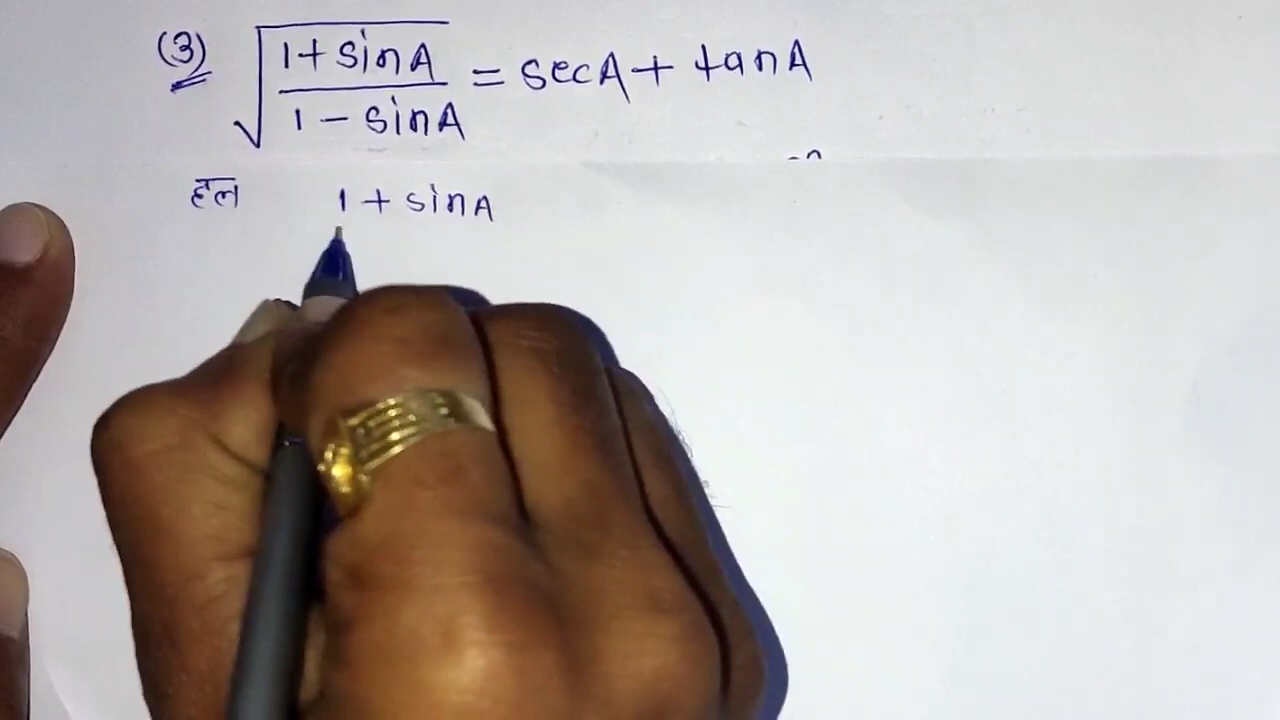 (3) √((1+sinA)/(1-sinA)) = secA + tanA
हल 1 + sinA